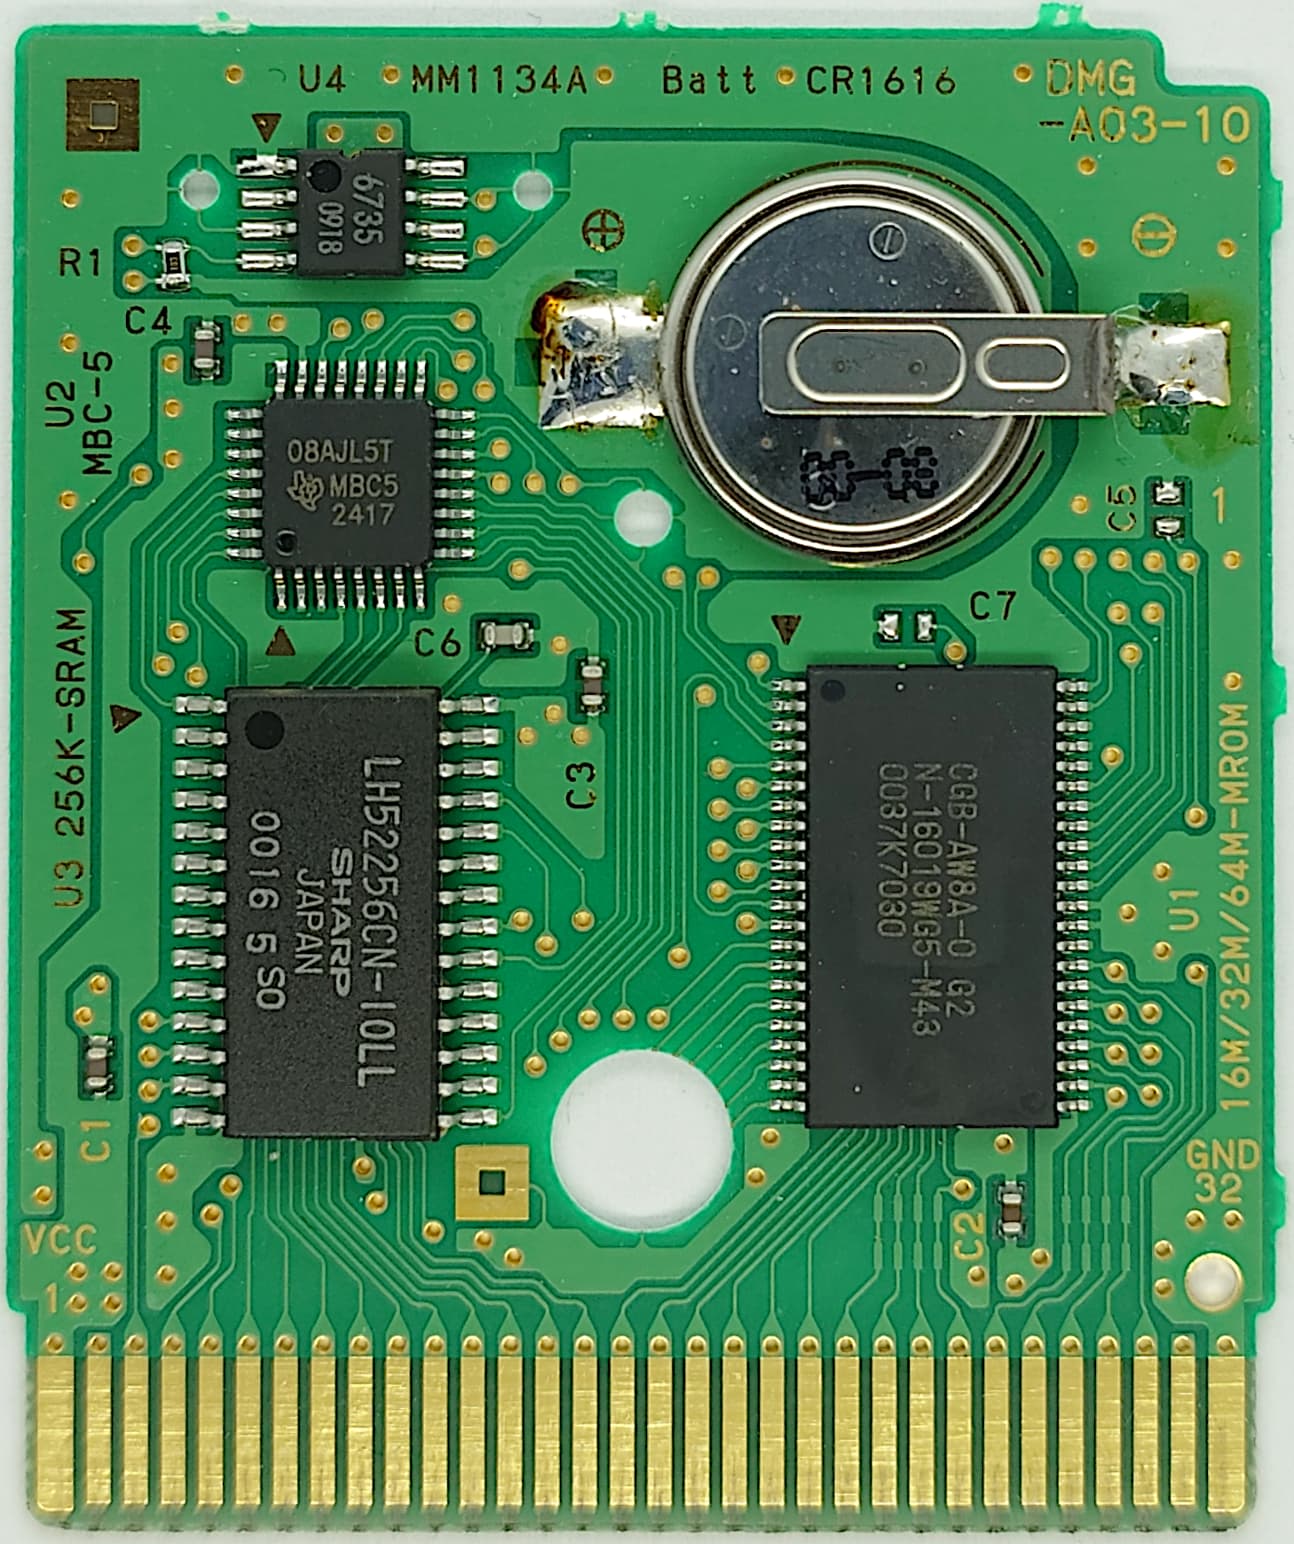 U4
MM1134A
Batt
CR1616
DMG
-A03-10
6735
0918
R1
C4
U2
MBC-5
08AJL5T
MBC5
2417
C5
1
C7
C6
C3
U3 256K-SRAM
LH52256CN-10LL
SHARP
JAPAN
0016 5 SO
CGB-AW8A-0 G2
N-16019WG5-M48
0037K7030
U1
16M/32M/64M-MROM
C1
C2
GND
32
VCC
1